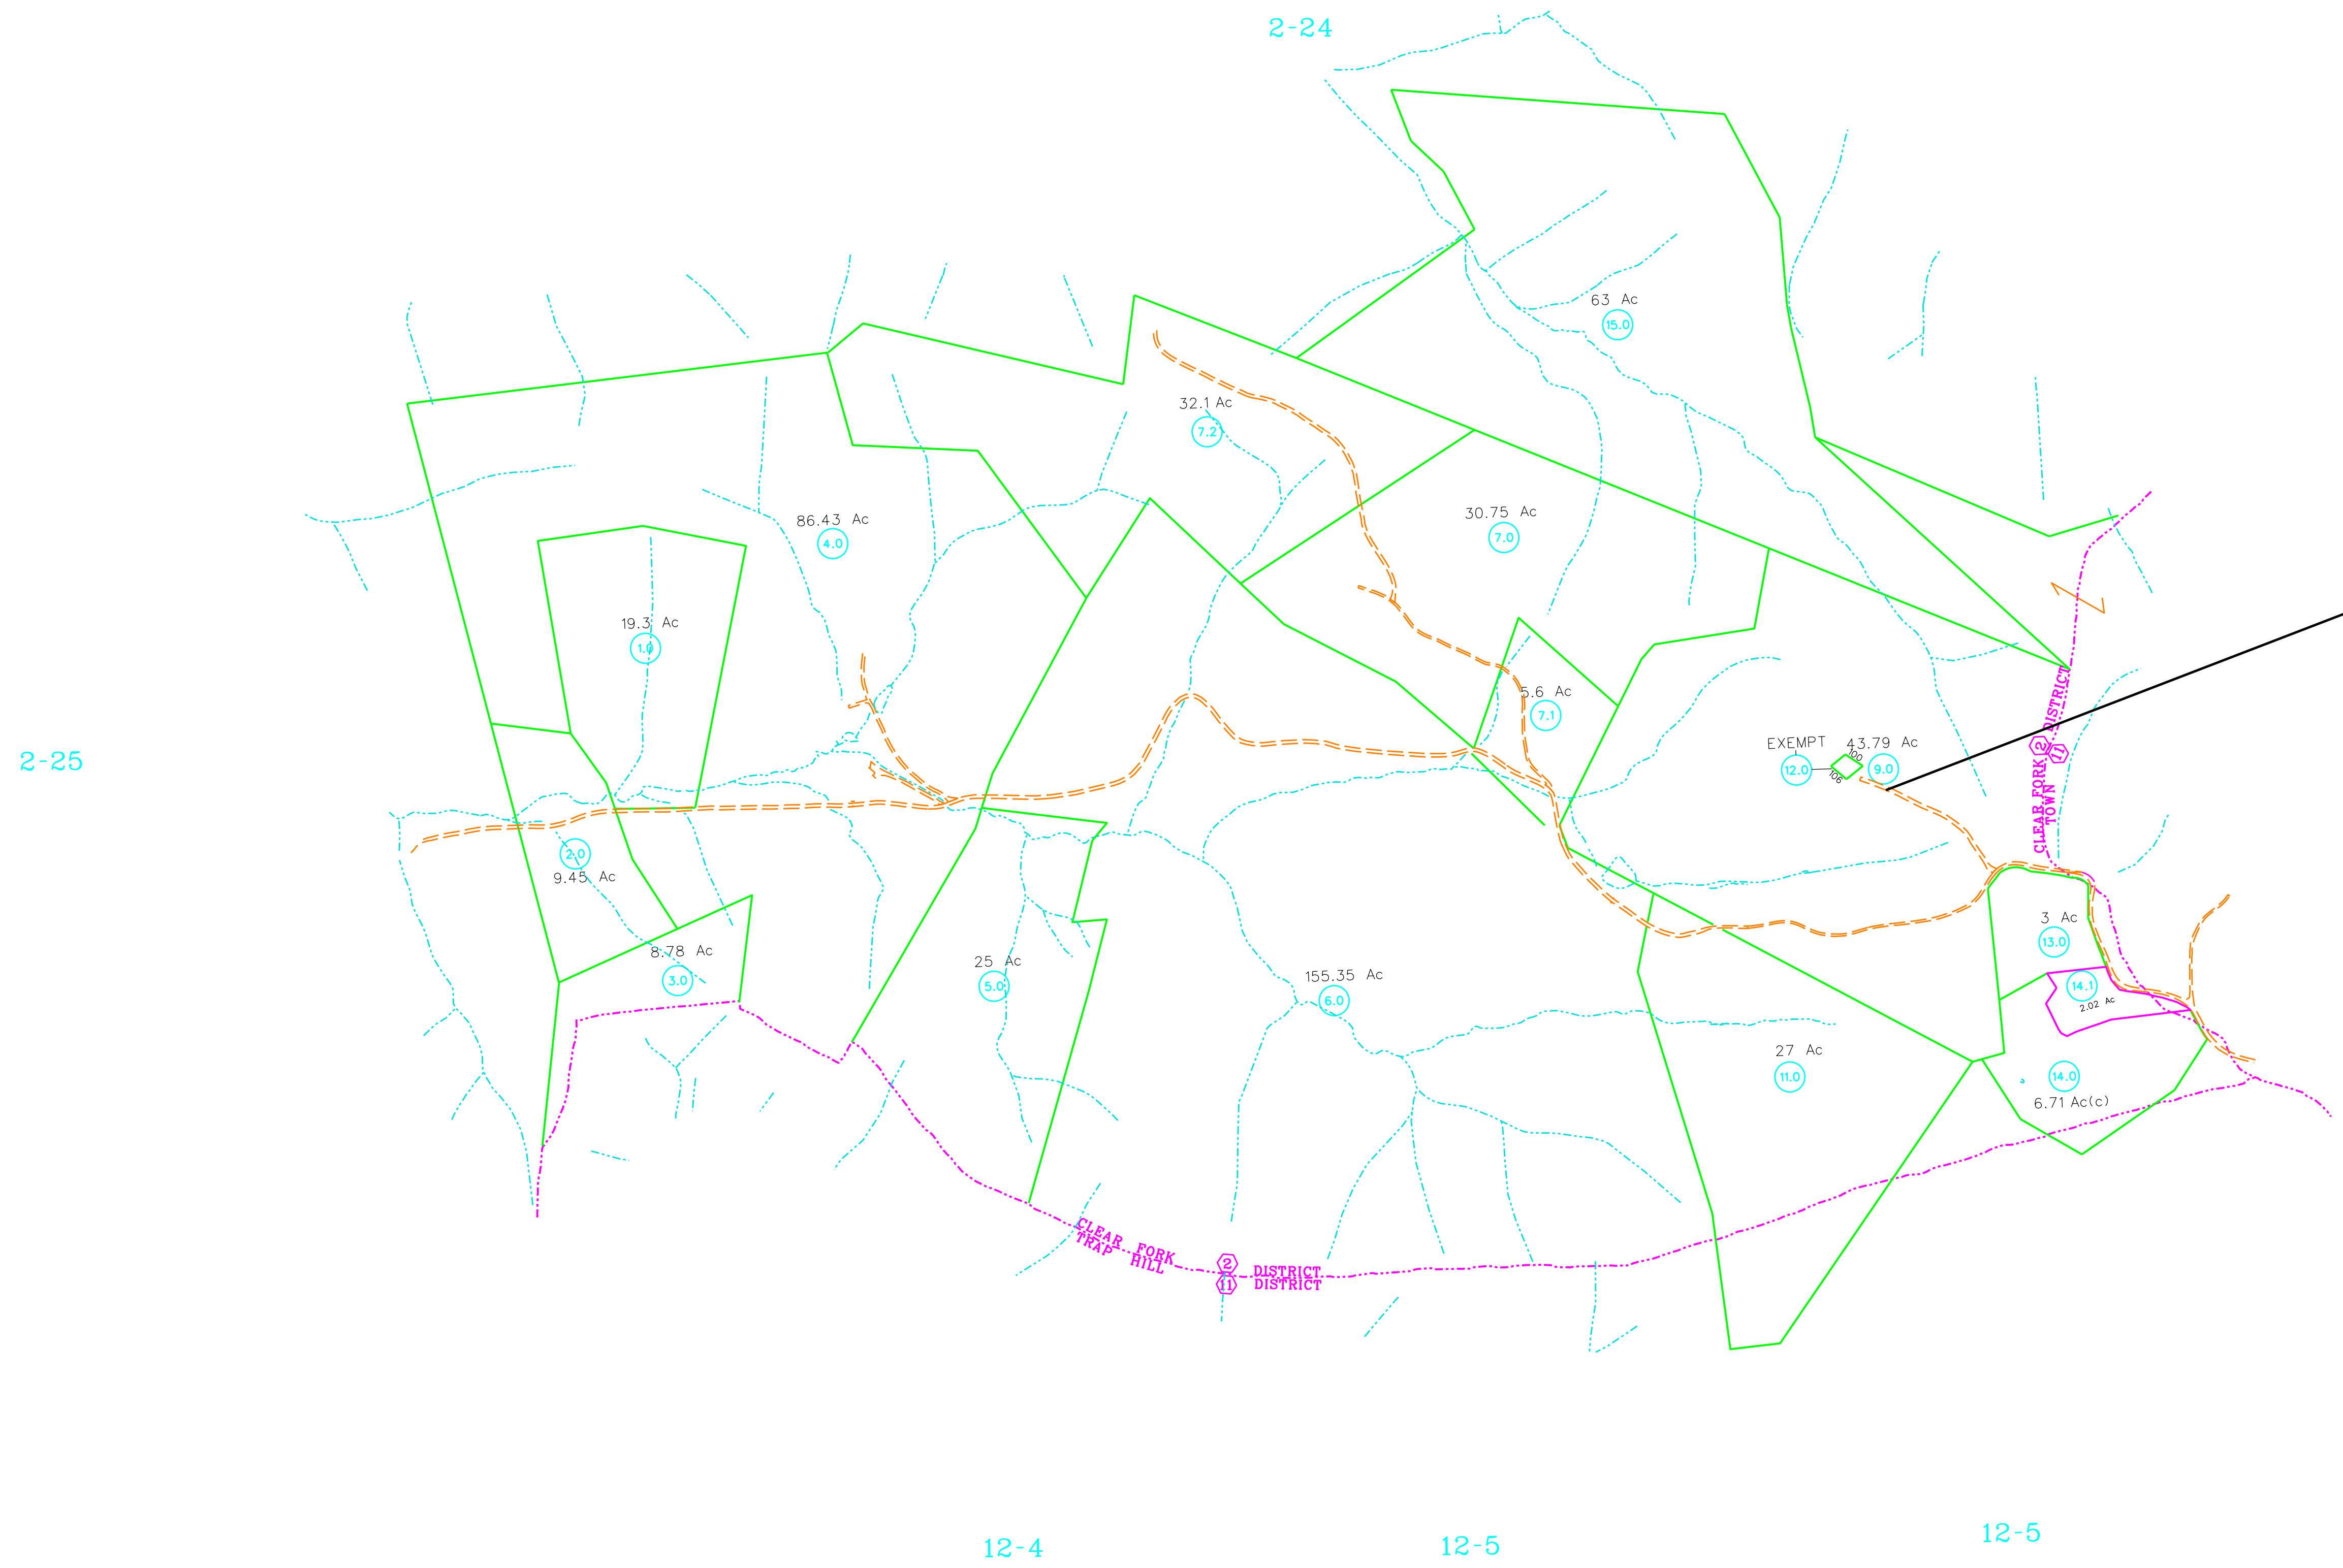 2-24
63 Ac
15.0
32.1 Ac
7.2
86.43 Ac
4.0
30.75 Ac
7.0
19.3 Ac
1.0
5.6 Ac
7.1
2-25
EXEMPT
12.0
100
106
43.79 Ac
9.0
CLEAR FORK
2
DISTRICT
TOWN
11
2.0
9.45 Ac
8.78 Ac
3.0
25 Ac
5.0
155.35 Ac
6.0
3 Ac
13.0
14.1
2.02 Ac
27 Ac
11.0
14.0
6.71 Ac(c)
CLEAR FORK
2
DISTRICT
TRAP HILL
11
DISTRICT
12-4
12-5
12-5